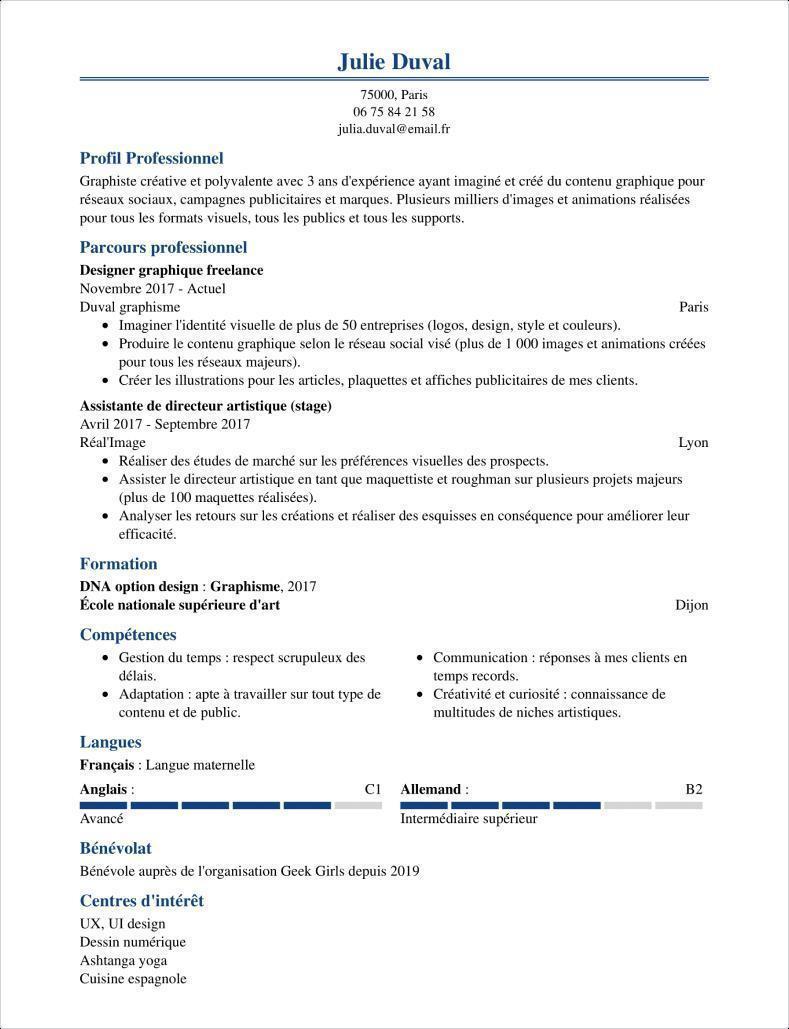 Julie Duval
75000, Paris
06 75 84 21 58
julia.duval@email.fr
Profil Professionnel
Graphiste créative et polyvalente avec 3 ans d'expérience ayant imaginé et créé du contenu graphique pour
réseaux sociaux, campagnes publicitaires et marques. Plusieurs milliers d'images et animations réalisées
pour tous les formats visuels, tous les publics et tous les supports.
Parcours professionnel
Designer graphique freelance
Novembre 2017 - Actuel
Duval graphisme Paris
• Imaginer l'identité visuelle de plus de 50 entreprises (logos, design, style et couleurs).
• Produire le contenu graphique selon le réseau social visé (plus de 1 000 images et animations créées
pour tous les réseaux majeurs).
• Créer les illustrations pour les articles, plaquettes et affiches publicitaires de mes clients.
Assistante de directeur artistique (stage)
Avril 2017 - Septembre 2017
Réal'Image Lyon
• Réaliser des études de marché sur les préférences visuelles des prospects.
• Assister le directeur artistique en tant que maquettiste et roughman sur plusieurs projets majeurs
(plus de 100 maquettes réalisées).
• Analyser les retours sur les créations et réaliser des esquisses en conséquence pour améliorer leur
efficacité.
Formation
DNA option design : Graphisme, 2017
École nationale supérieure d'art Dijon
Compétences
• Gestion du temps : respect scrupuleux des
délais.
• Adaptation : apte à travailler sur tout type de
contenu et de public.
• Communication : réponses à mes clients en
temps records.
• Créativité et curiosité : connaissance de
multitudes de niches artistiques.
Langues
Français : Langue maternelle
Anglais : C1
Avancé
Allemand : B2
Intermédiaire supérieur
Bénévolat
Bénévole auprès de l'organisation Geek Girls depuis 2019
Centres d'intérêt
UX, UI design
Dessin numérique
Ashtanga yoga
Cuisine espagnole